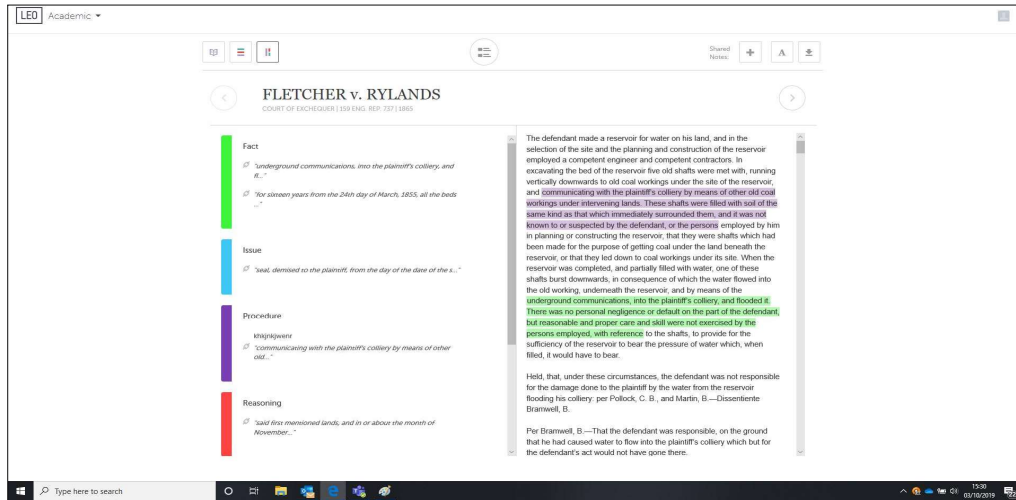 LEO Academic
Shared
Notes:
A
FLETCHER v. RYLANDS
COURT OF EXCHEQUER | 159 ENG. REP. 737 | 1865
Fact
"underground communications, into the plaintiff's colliery, and
fl..."
"for sixteen years from the 24th day of March, 1855, all the beds
..."
Issue
"seal, demised to the plaintiff, from the day of the date of the s..."
Procedure
khkjnkjwenr
"communicating with the plaintiff's colliery by means of other
old..."
Reasoning
"said first mentioned lands, and in or about the month of
November..."
The defendant made a reservoir for water on his land, and in the
selection of the site and the planning and construction of the reservoir
employed a competent engineer and competent contractors. In
excavating the bed of the reservoir five old shafts were met with, running
vertically downwards to old coal workings under the site of the reservoir,
and communicating with the plaintiff's colliery by means of other old coal
workings under intervening lands. These shafts were filled with soil of the
same kind as that which immediately surrounded them, and it was not
known to or suspected by the defendant, or the persons employed by him
in planning or constructing the reservoir, that they were shafts which had
been made for the purpose of getting coal under the land beneath the
reservoir, or that they led down to coal workings under its site. When the
reservoir was completed, and partially filled with water, one of these
shafts burst downwards, in consequence of which the water flowed into
the old working, underneath the reservoir, and by means of the
underground communications, into the plaintiff's colliery, and flooded it.
There was no personal negligence or default on the part of the defendant,
but reasonable and proper care and skill were not exercised by the
persons employed, with reference to the shafts, to provide for the
sufficiency of the reservoir to bear the pressure of water which, when
filled, it would have to bear.
Held, that, under these circumstances, the defendant was not responsible
for the damage done to the plaintiff by the water from the reservoir
flooding his colliery: per Pollock, C. B., and Martin, B.—Dissentiente
Bramwell, B.
Per Bramwell, B.—That the defendant was responsible, on the ground
that he had caused water to flow into the plaintiff's colliery which but for
the defendant's act would not have gone there.
Type here to search
15:30
03/10/2019